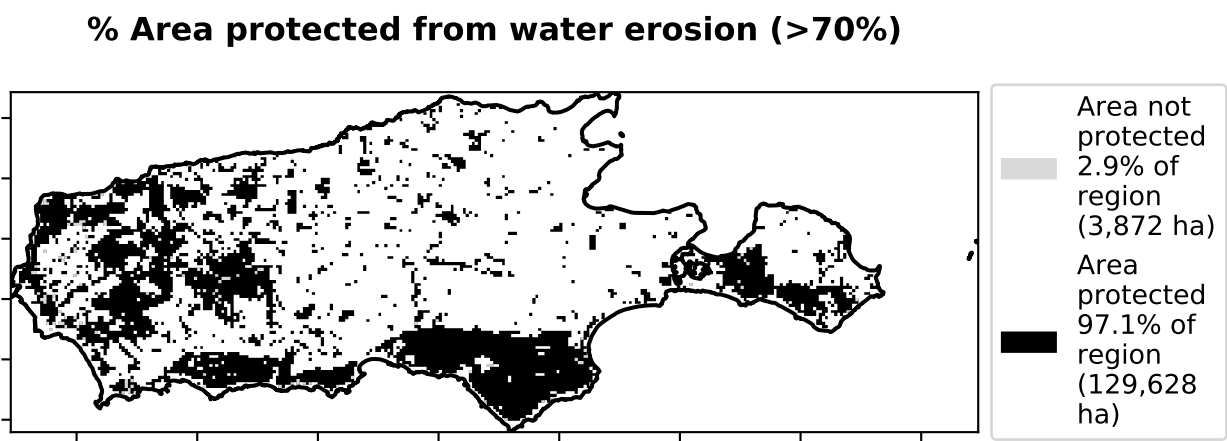 % Area protected from water erosion (>70%)
Area not
protected
2.9% of
region
(3,872 ha)
Area
protected
97.1% of
region
(129,628
ha)